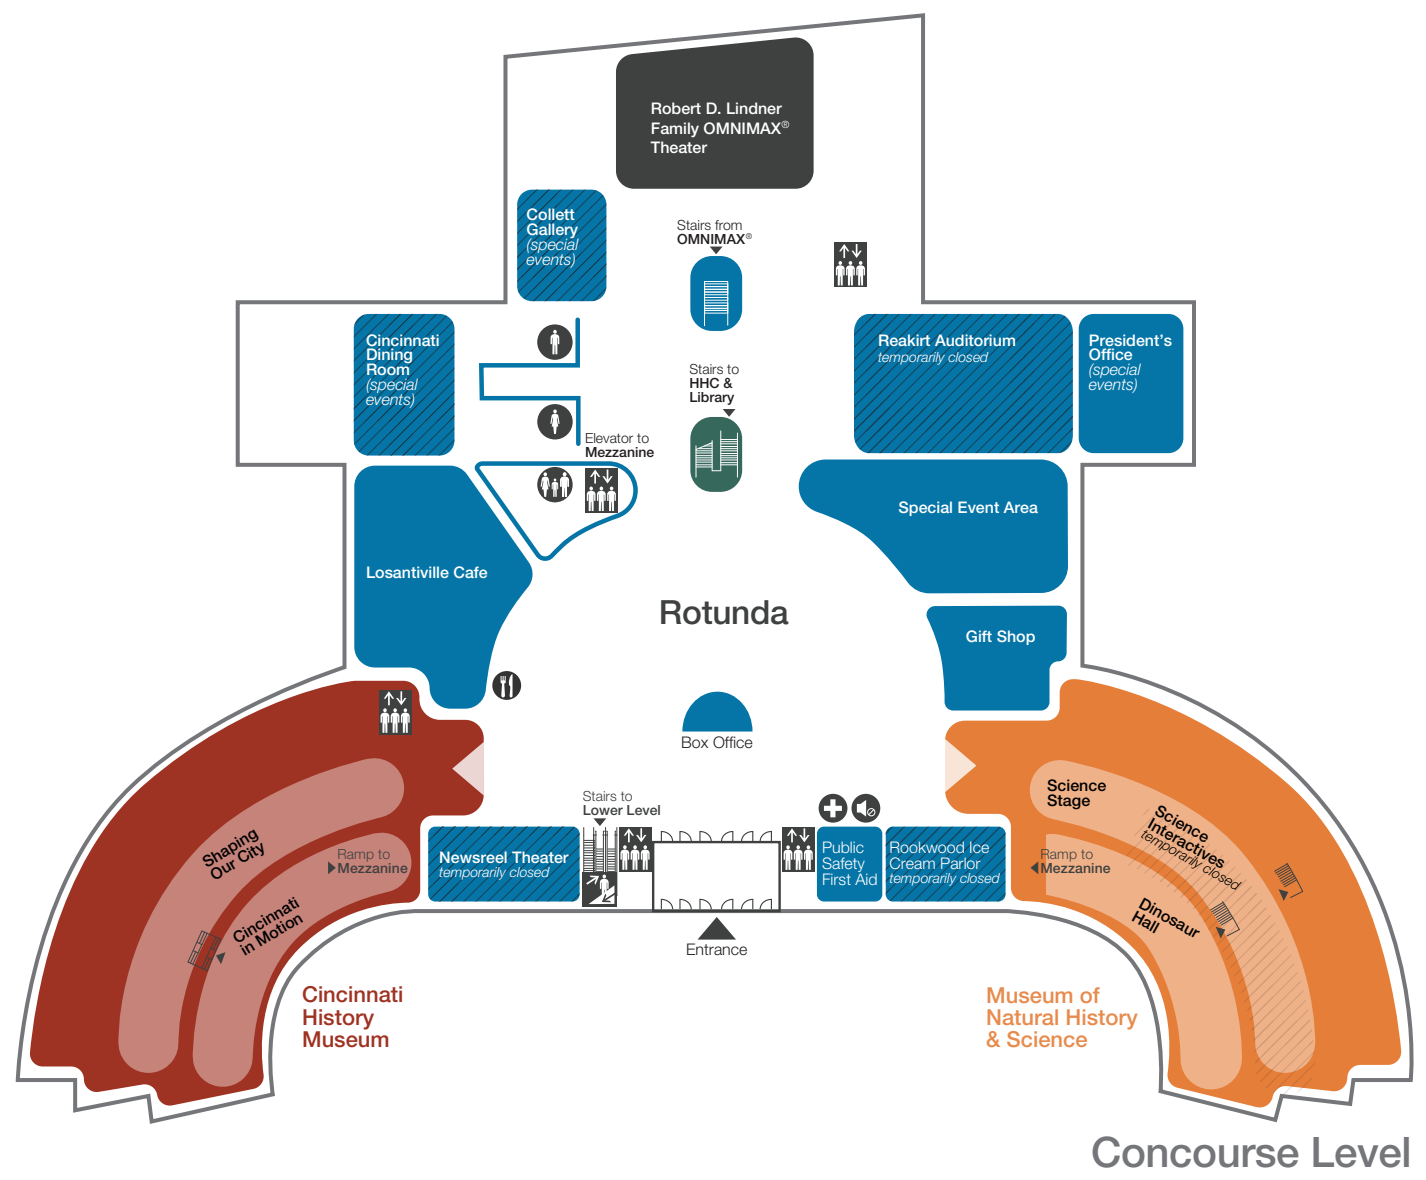 Robert D. Lindner
Family OMNIMAX®
Theater
Collett
Gallery
(special
events)
Stairs from
OMNIMAX®
Cincinnati
Dining
Room
(special
events)
Stairs to
HHC &
Library
Reakirt Auditorium
temporarily closed
President's
Office
(special
events)
Elevator to
Mezzanine
Special Event Area
Losantiville Cafe
Rotunda
Gift Shop
Box Office
Stairs to
Lower Level
Shaping
Our City
Ramp to
Mezzanine
Cincinnati
in Motion
Newsreel Theater
temporarily closed
Public
Safety
First Aid
Rookwood Ice
Cream Parlor
temporarily closed
Science
Stage
Science
Interactives
temporarily closed
Ramp to
Mezzanine
Dinosaur
Hall
Entrance
Cincinnati
History
Museum
Museum of
Natural History
& Science
Concourse Level